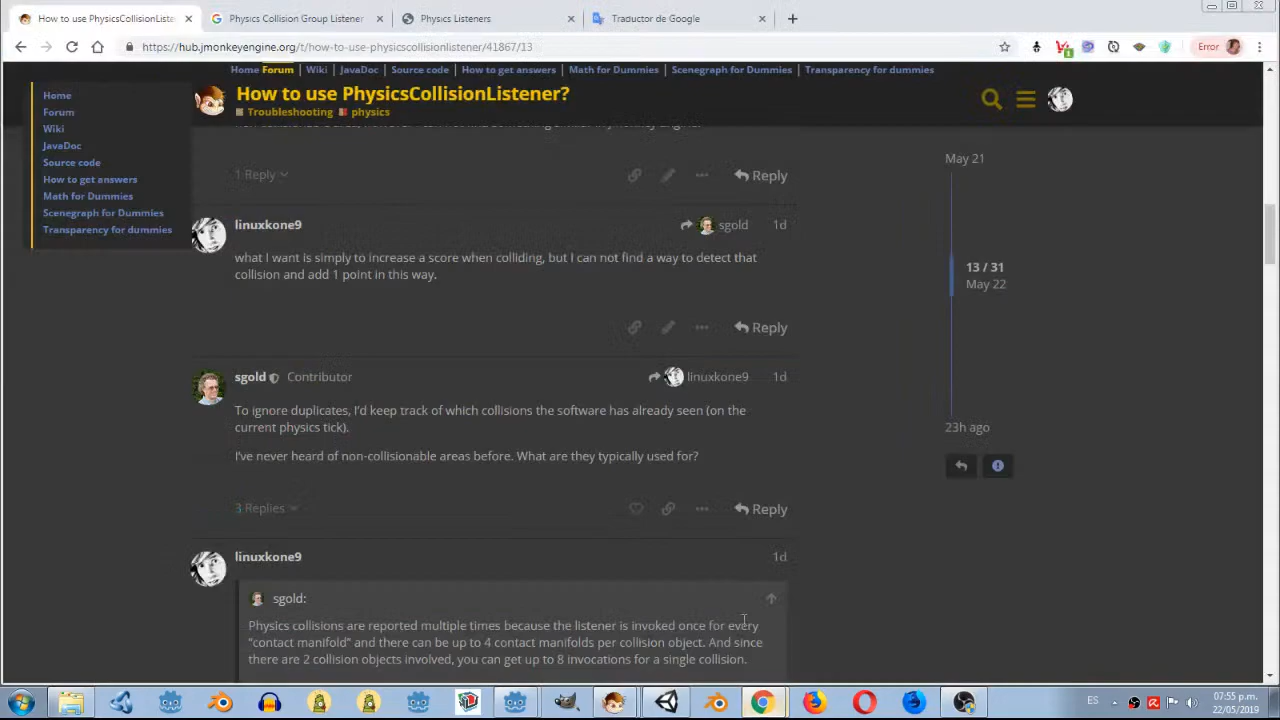 How to use PhysicsCollisionListe
Physics Collision Group Listener
Physics Listeners
Traductor de Google
https://hub.jmonkeyengine.org/t/how-to-use-physicscollisionlistener/41867/13
Error
Home Forum Wiki JavaDoc Source code How to get answers Math for Dummies Scenegraph for Dummies Transparency for dummies
How to use PhysicsCollisionListener?
Troubleshooting physics
Home
Forum
Wiki
JavaDoc
Source code
How to get answers
Math for Dummies
Scenegraph for Dummies
Transparency for dummies
1 Reply
Reply
linuxkone9
sgold 1d
what I want is simply to increase a score when colliding, but I can not find a way to detect that
collision and add 1 point in this way.
Reply
sgold Contributor
linuxkone9 1d
To ignore duplicates, I'd keep track of which collisions the software has already seen (on the
current physics tick).
I've never heard of non-collisionable areas before. What are they typically used for?
3 Replies
Reply
linuxkone9 1d
sgold:
Physics collisions are reported multiple times because the listener is invoked once for every
"contact manifold" and there can be up to 4 contact manifolds per collision object. And since
there are 2 collision objects involved, you can get up to 8 invocations for a single collision.
May 21
13 / 31
May 22
23h ago
ES
07:55 p.m.
22/05/2019